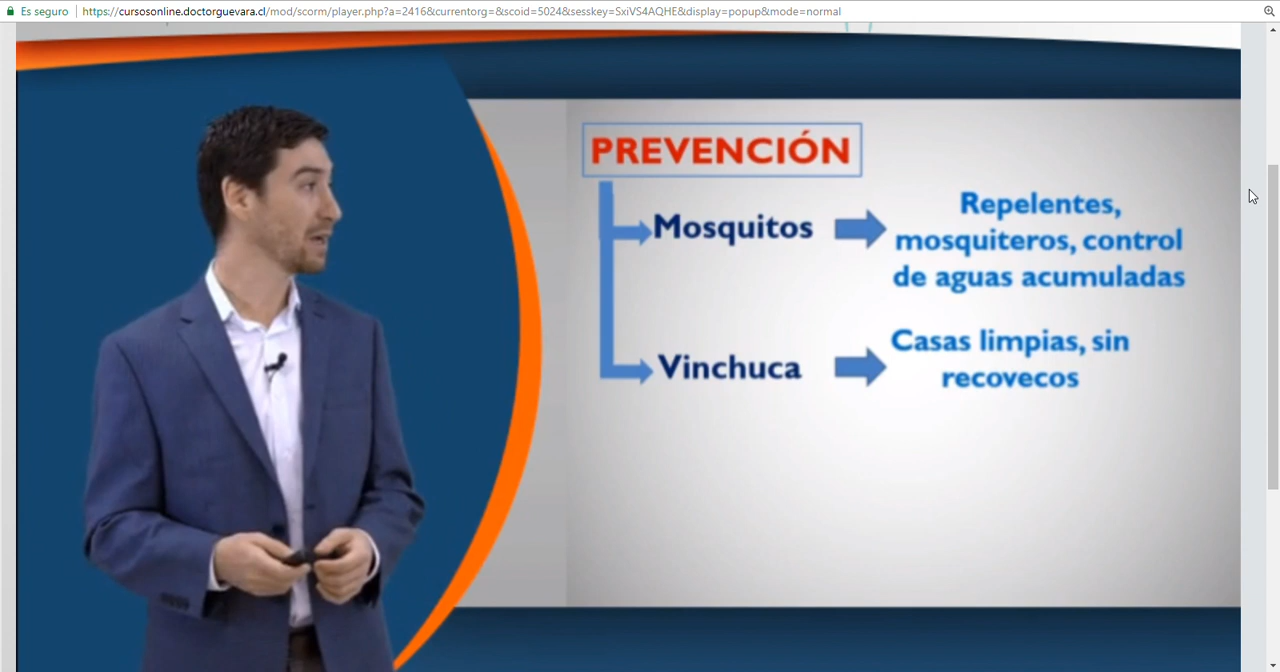 Es seguro
https://cursosonline.doctorguevara.cl/mod/scorm/player.php?a=2416&currentorg=&scoid=5024&sesskey=SxiVS4AQHE&display=popup&mode=normal
PREVENCIÓN
Mosquitos
Repelentes,
mosquiteros, control
de aguas acumuladas
Vinchuca
Casas limpias, sin
recovecos